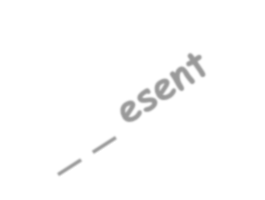 _ _ esent